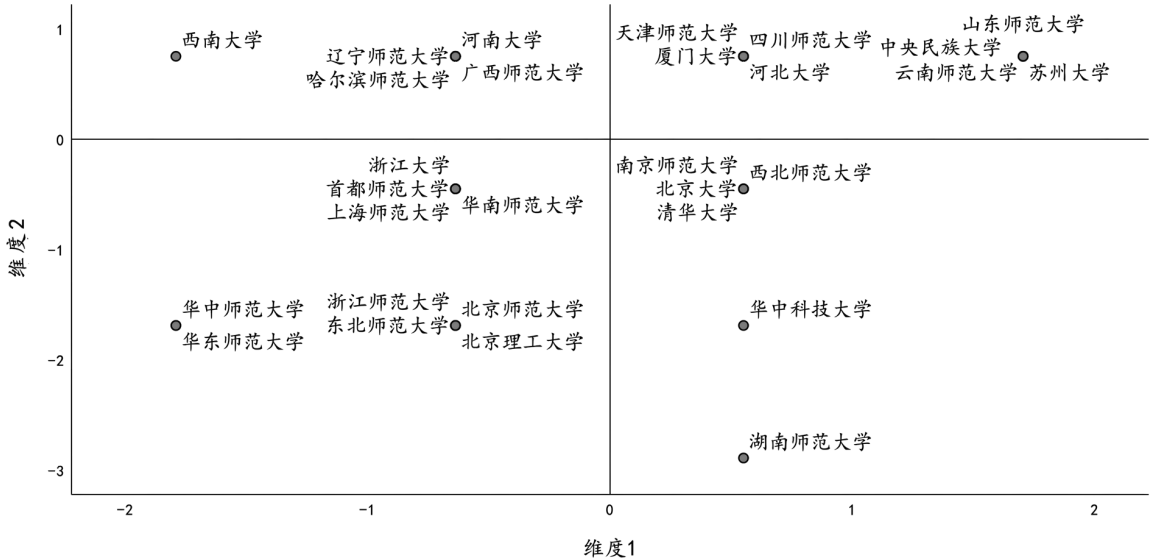 1
西南大学
河南大学
辽宁师范大学
哈尔滨师范大学
广西师范大学
天津师范大学
四川师范大学
厦门大学
河北大学
山东师范大学
中央民族大学
云南师范大学
苏州大学
0
浙江大学
首都师范大学
上海师范大学
华南师范大学
南京师范大学
西北师范大学
北京大学
清华大学
-1
维度2
华中师范大学
华东师范大学
浙江师范大学
北京师范大学
东北师范大学
北京理工大学
华中科技大学
-2
湖南师范大学
-3
-2
-1
0
1
2
维度1